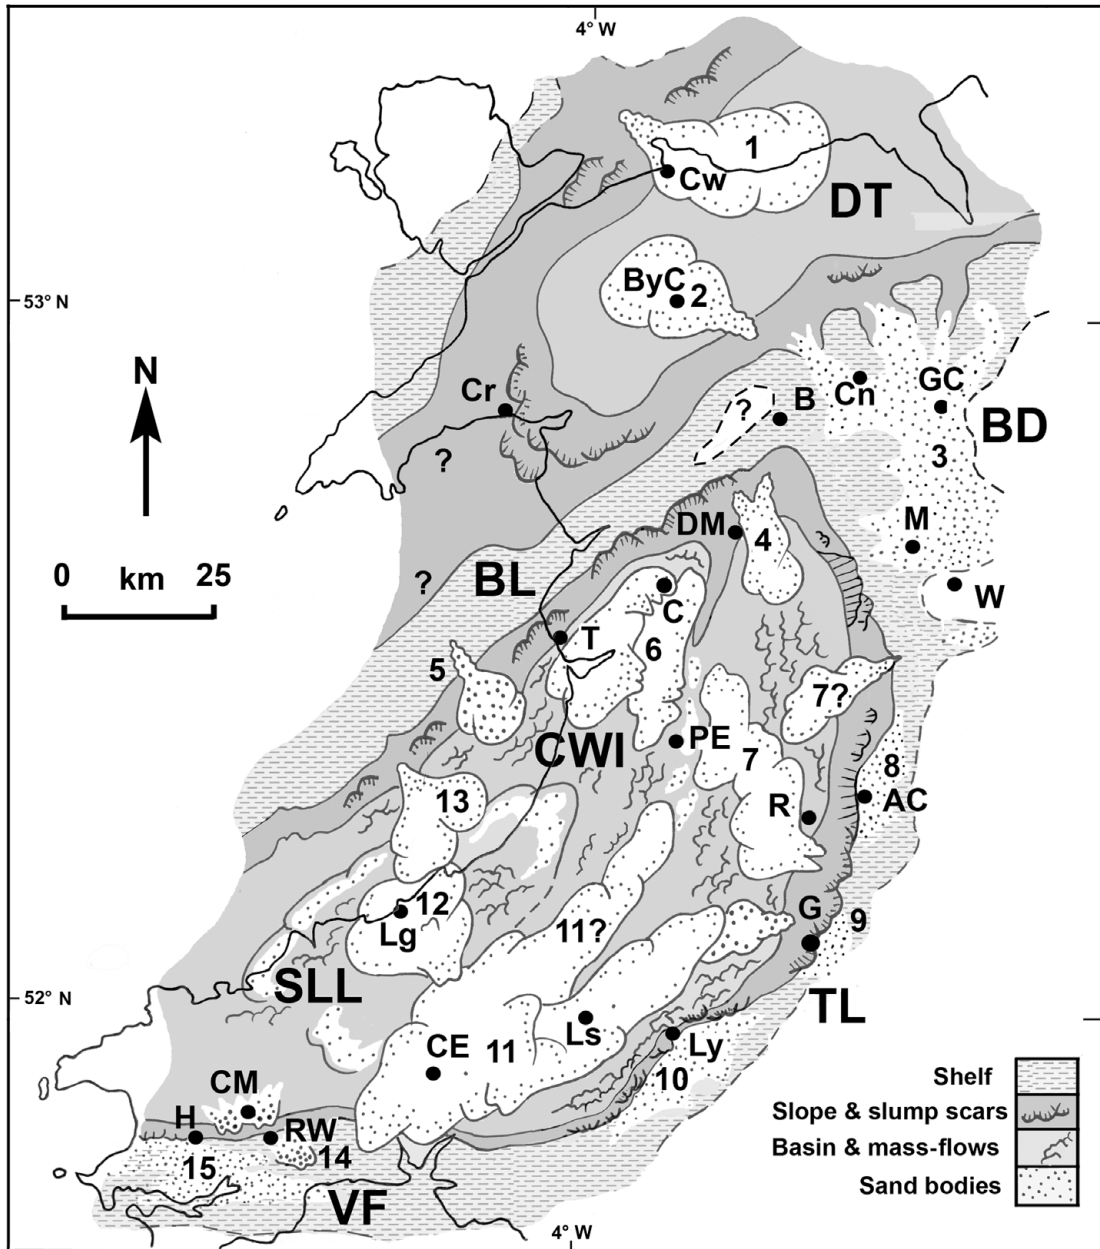 4° W
1
Cw
DT
ByC 2
53° N
N
Cr
?
?
B
Cn
GC
BD
3
DM
4
M
0 km 25
?
BL
C
W
T
6
5
7?
CWI
PE
7
8
13
R
AC
12
Lg
11?
G
9
SLL
52° N
TL
Ls
CE
11
Ly
10
CM
H
RW
14
15
VF
4° W
Shelf
Slope & slump scars
Basin & mass-flows
Sand bodies